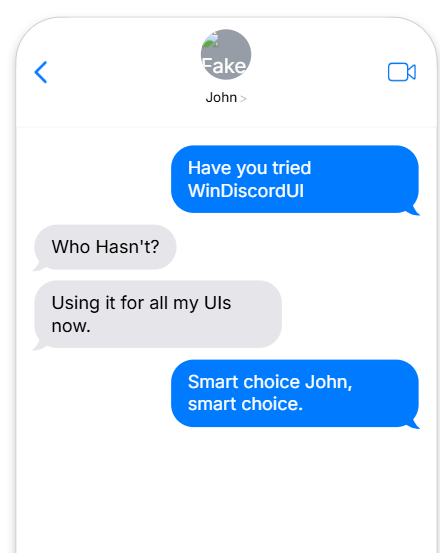 Fake
John >
Have you tried
WinDiscordUI
Who Hasn't?
Using it for all my UIs
now.
Smart choice John,
smart choice.